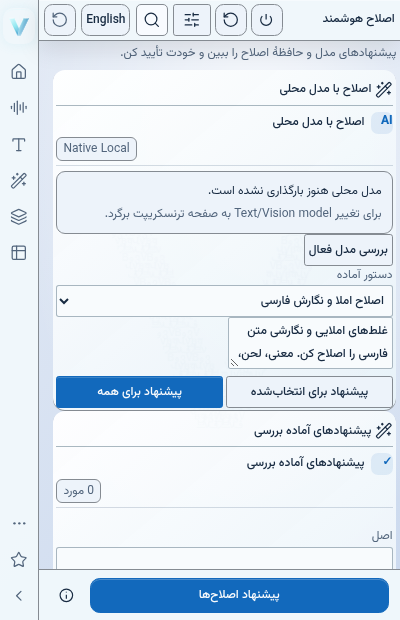 اصلاح هوشمند
English
پیشنهادهای مدل و حافظهٔ اصلاح را ببین و خودت تأیید کن.
اصلاح با مدل محلی
AI
اصلاح با مدل محلی
Native Local
مدل محلی هنوز بارگذاری نشده است.
برای تغییر Text/Vision model به صفحه ترنسکریپت برگرد.
بررسی مدل فعال
دستور آماده
اصلاح املا و نگارش فارسی
غلط‌های املایی و نگارشی متن
فارسی را اصلاح کن. معنی، لحن،
پیشنهاد برای انتخاب‌شده
پیشنهاد برای همه
پیشنهادهای آماده بررسی
✓
پیشنهادهای آماده بررسی
0 مورد
اصل
پیشنهاد اصلاح‌ها